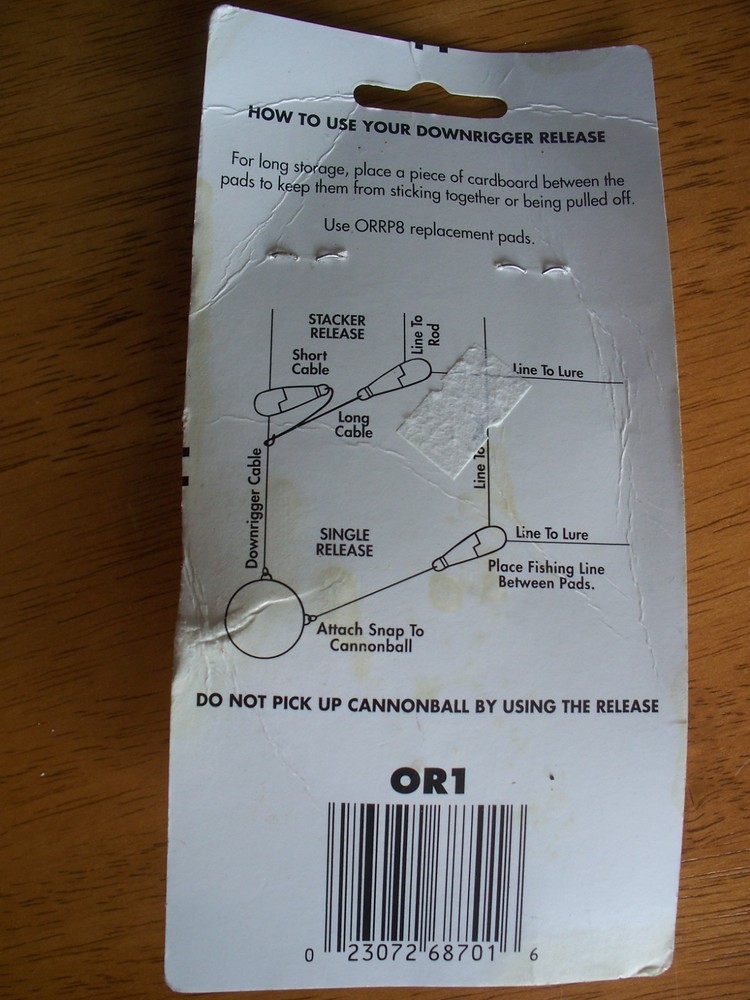 HOW TO USE YOUR DOWNRIGGER RELEASE
For long storage, place a piece of cardboard between the
pads to keep them from sticking together or being pulled off.
Use ORRP8 replacement pads.
STACKER
RELEASE
Short
Cable
Line To
Rod
Line To Lure
Long
Cable
Downrigger Cable
Line To
SINGLE
RELEASE
Line To Lure
Place Fishing Line
Between Pads.
Attach Snap To
Cannonball
DO NOT PICK UP CANNONBALL BY USING THE RELEASE
OR1
0 23072 68701 6